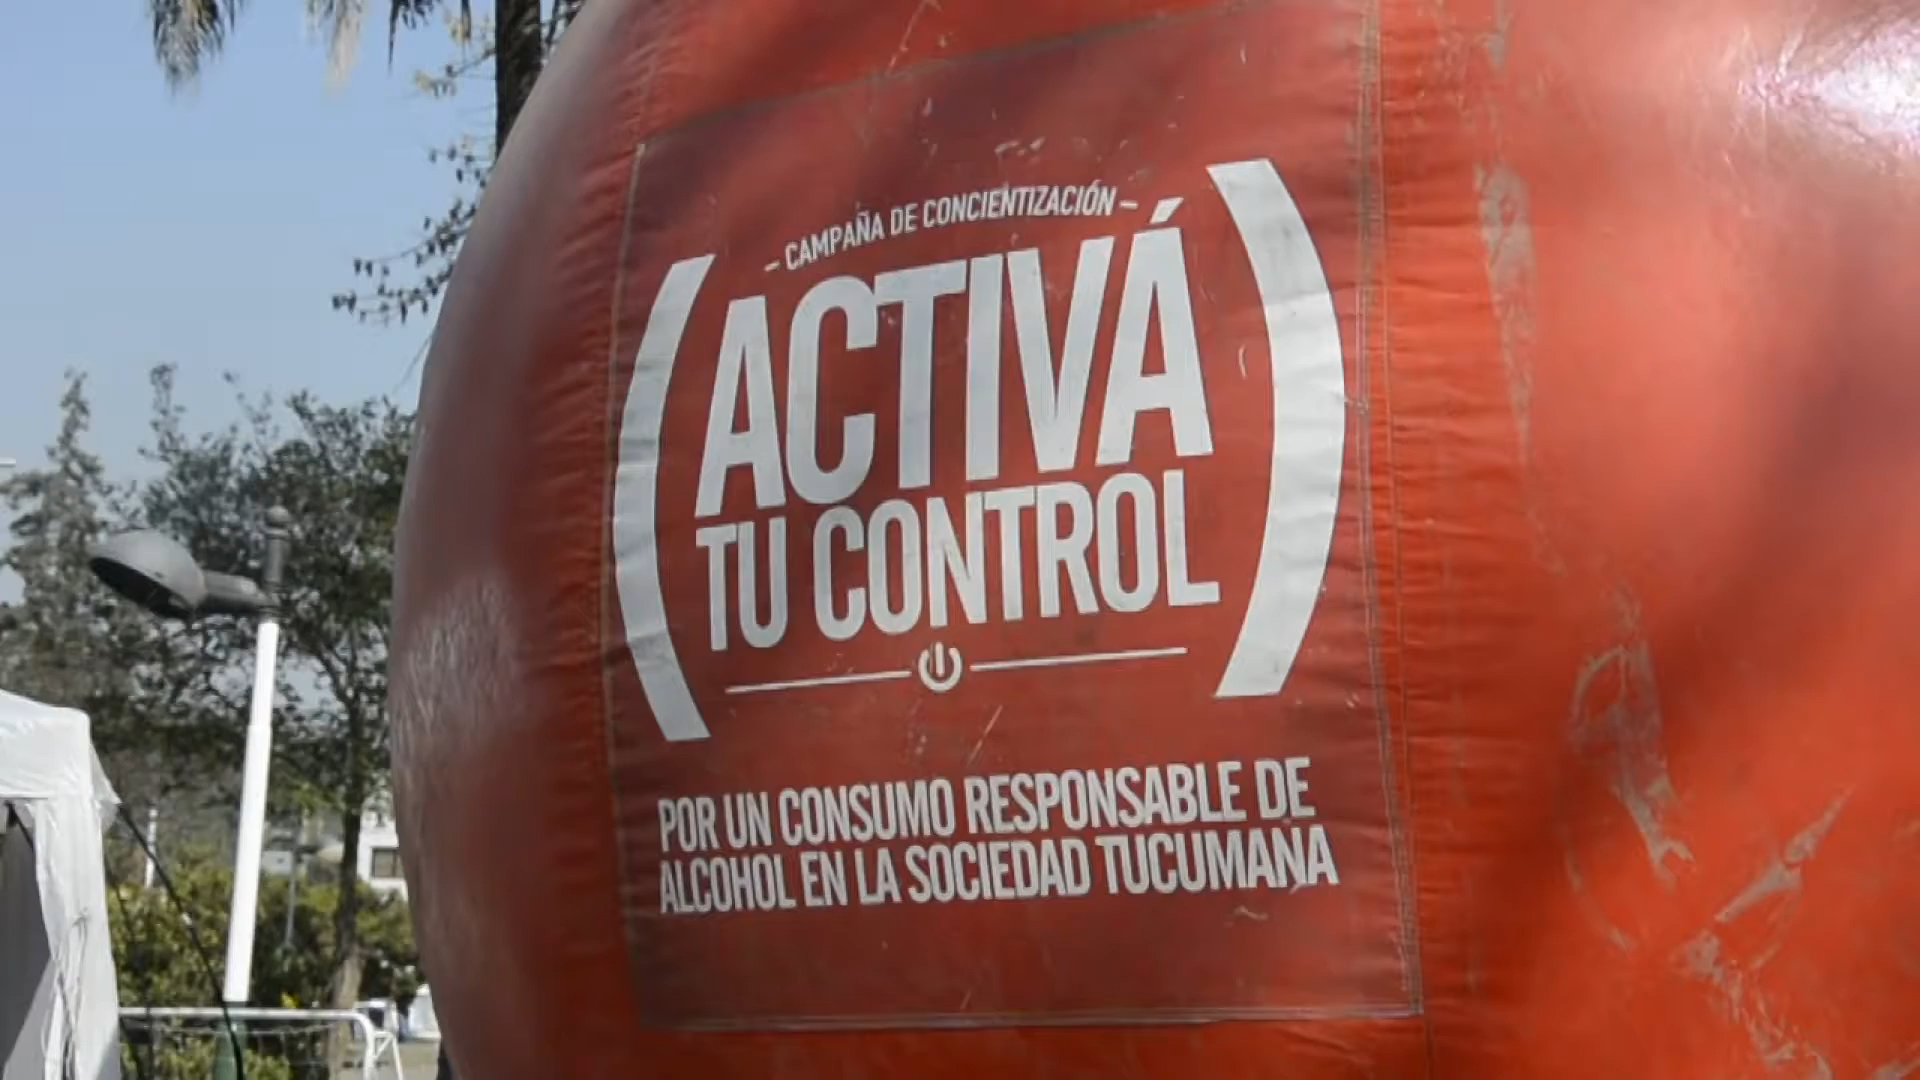 – CAMPAÑA DE CONCIENTIZACIÓN –
(ACTIVÁ
TU CONTROL)
POR UN CONSUMO RESPONSABLE DE
ALCOHOL EN LA SOCIEDAD TUCUMANA